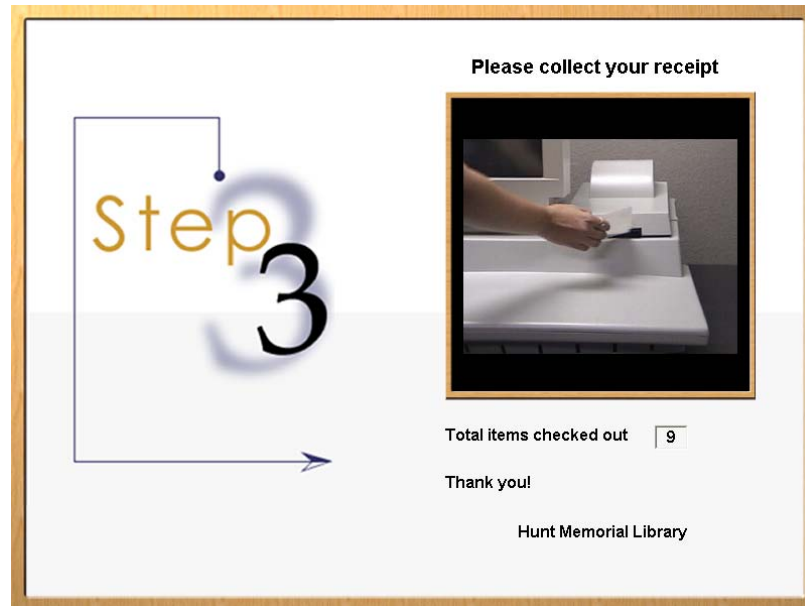 Step
3
Please collect your receipt
Total items checked out 9
Thank you!
Hunt Memorial Library